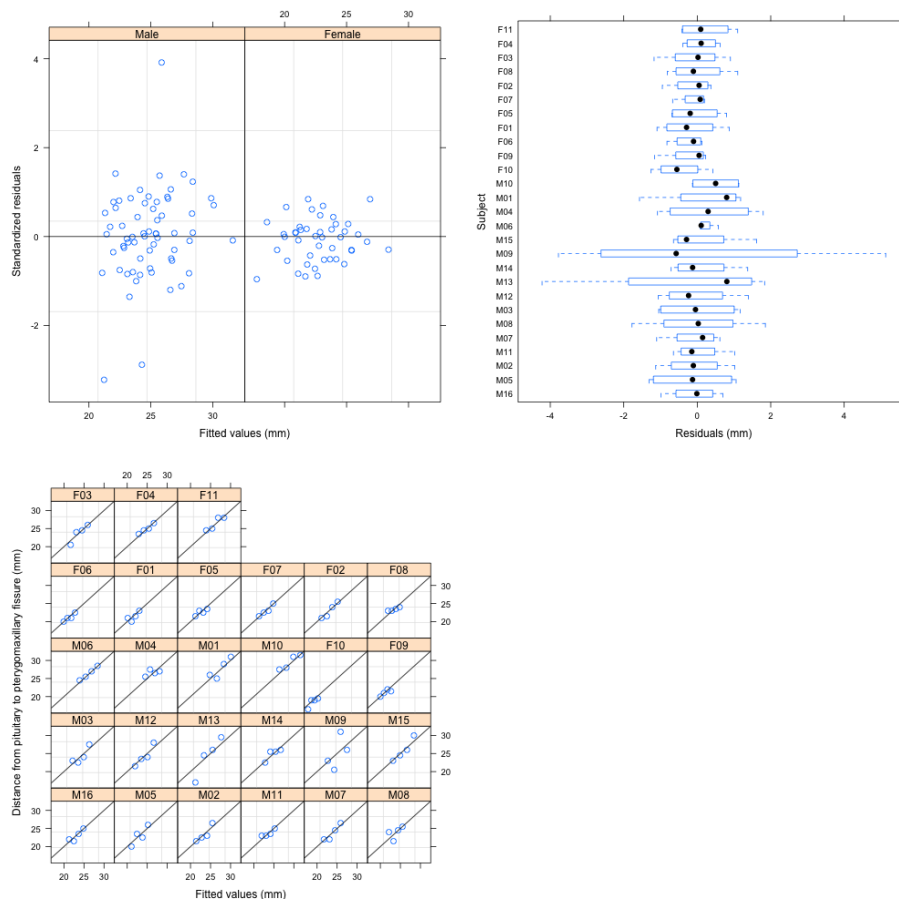 20 25 30
Male Female
4
2
0
-2
Standardized residuals
20 25 30
Fitted values (mm)
F11
F04
F03
F08
F02
F07
F05
F01
F06
F09
F10
M10
M01
M04
M06
M15
M09
M14
M13
M12
M03
M08
M07
M11
M02
M05
M16
Subject
-4 -2 0 2 4
Residuals (mm)
20 25 30
F03 F04 F11
30
25
20
F06 F01 F05 F07 F02 F08
30
25
20
M06 M04 M01 M10 F10 F09
30
25
20
M03 M12 M13 M14 M09 M15
30
25
20
M16 M05 M02 M11 M07 M08
30
25
20
Distance from pituitary to pterygomaxillary fissure (mm)
20 25 30 20 25 30 20 25 30
Fitted values (mm)